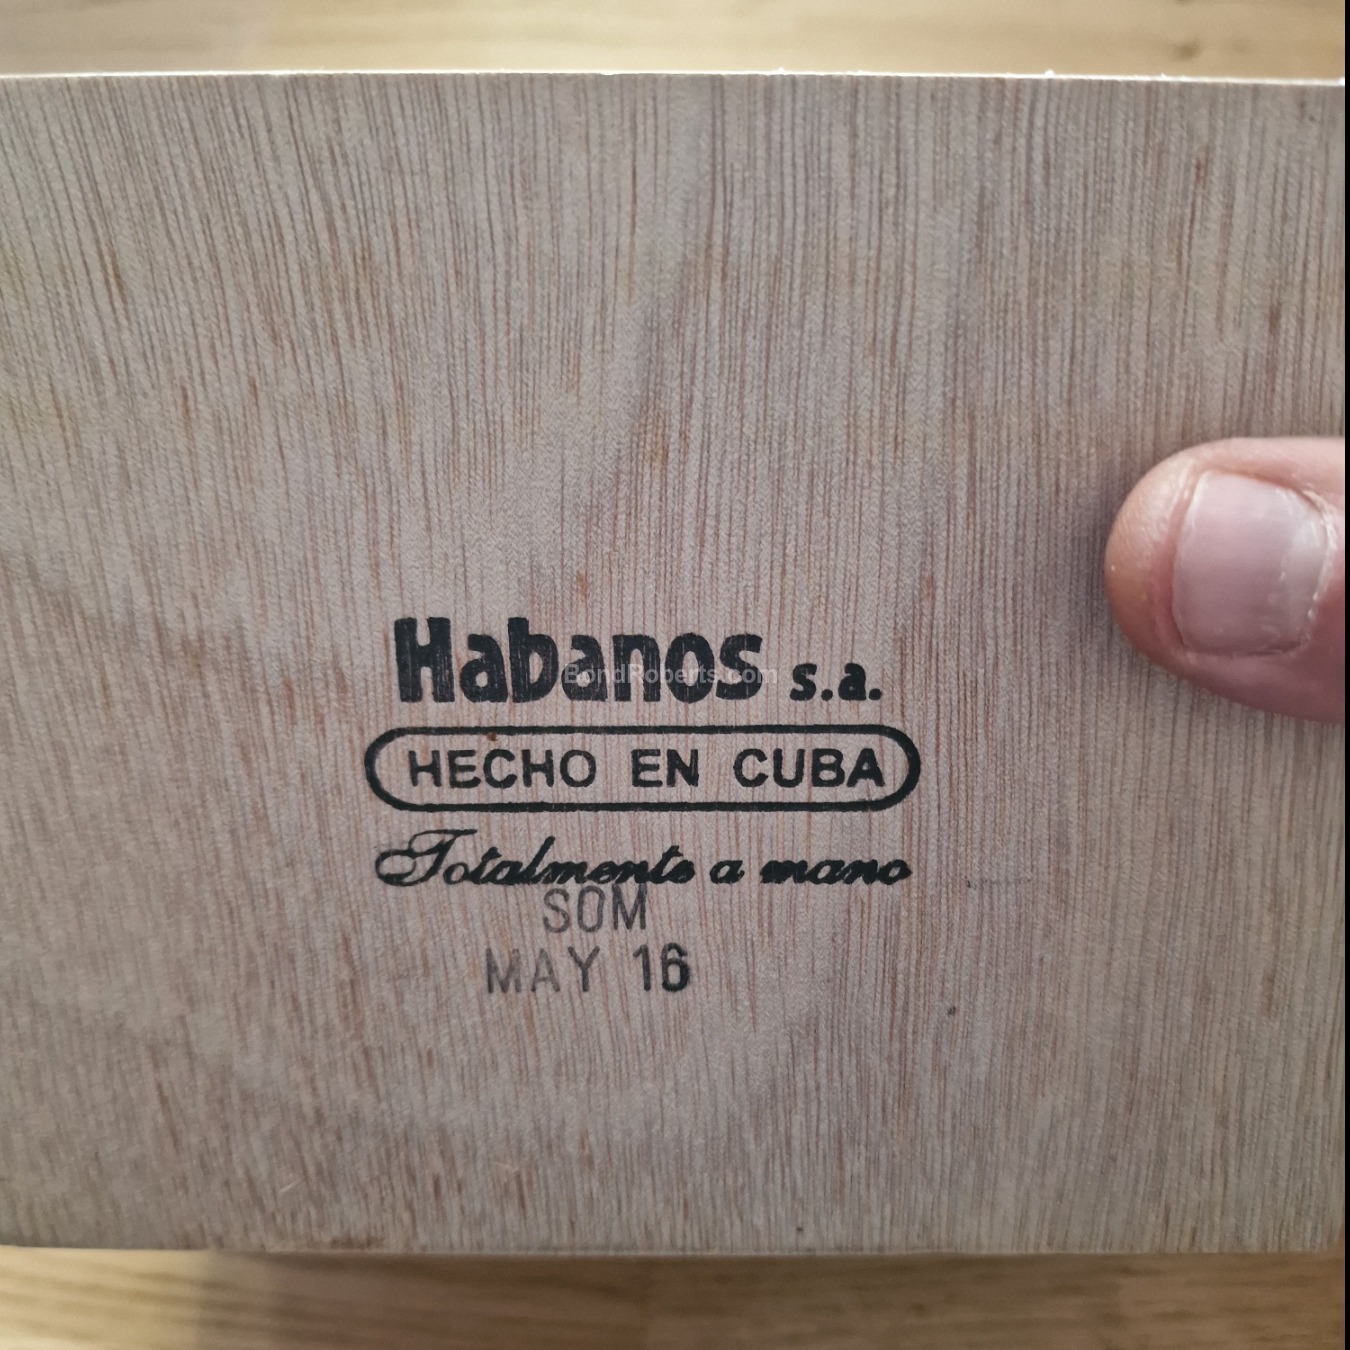 Habanos s.a.
BondRoberts.com
HECHO EN CUBA
Totalmente a mano
SOM
MAY 16